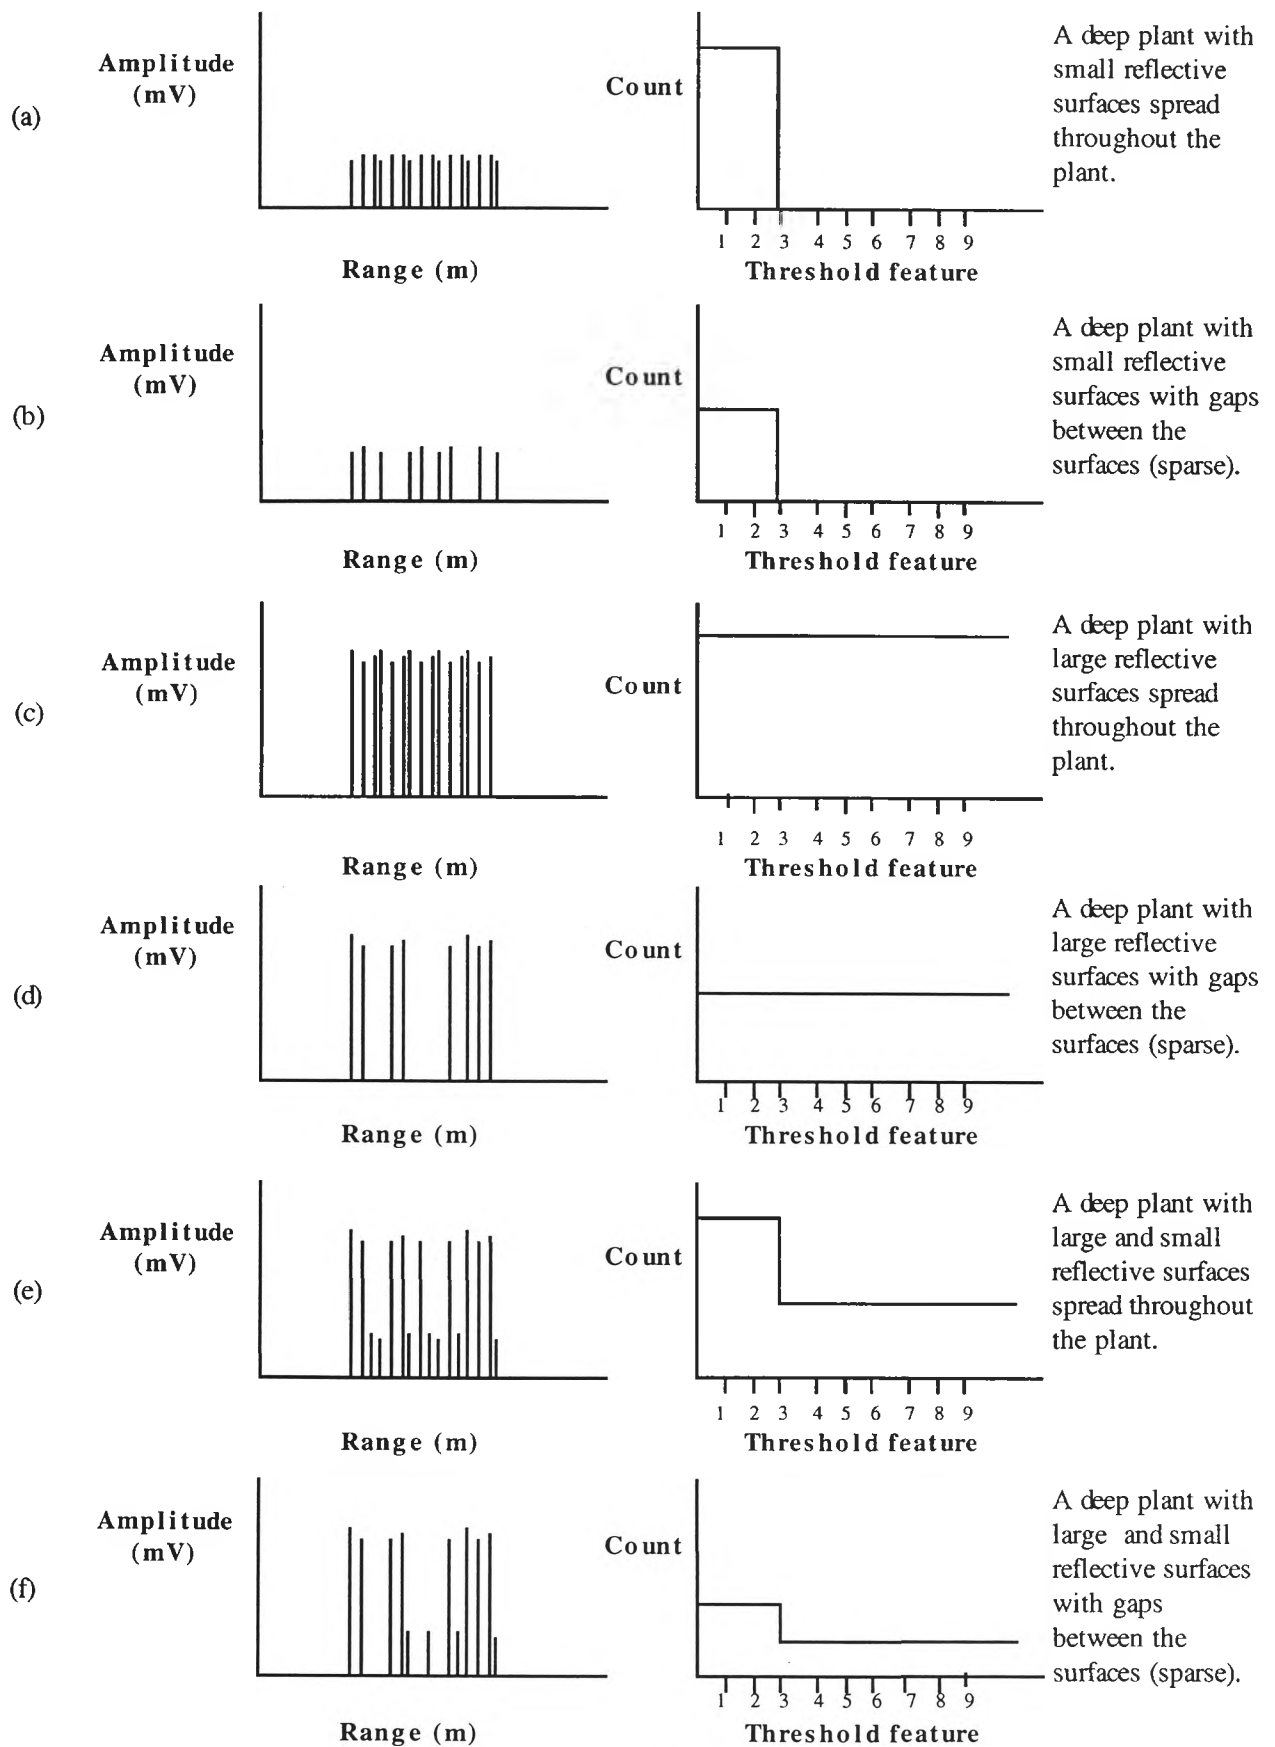 (a)
Amplitude
(mV)
Range (m)
Count
1 2 3 4 5 6 7 8 9
Threshold feature
A deep plant with
small reflective
surfaces spread
throughout the
plant.
(b)
Amplitude
(mV)
Range (m)
Count
1 2 3 4 5 6 7 8 9
Threshold feature
A deep plant with
small reflective
surfaces with gaps
between the
surfaces (sparse).
(c)
Amplitude
(mV)
Range (m)
Count
1 2 3 4 5 6 7 8 9
Threshold feature
A deep plant with
large reflective
surfaces spread
throughout the
plant.
(d)
Amplitude
(mV)
Range (m)
Count
1 2 3 4 5 6 7 8 9
Threshold feature
A deep plant with
large reflective
surfaces with gaps
between the
surfaces (sparse).
(e)
Amplitude
(mV)
Range (m)
Count
1 2 3 4 5 6 7 8 9
Threshold feature
A deep plant with
large and small
reflective surfaces
spread throughout
the plant.
(f)
Amplitude
(mV)
Range (m)
Count
1 2 3 4 5 6 7 8 9
Threshold feature
A deep plant with
large and small
reflective surfaces
with gaps
between the
surfaces (sparse).